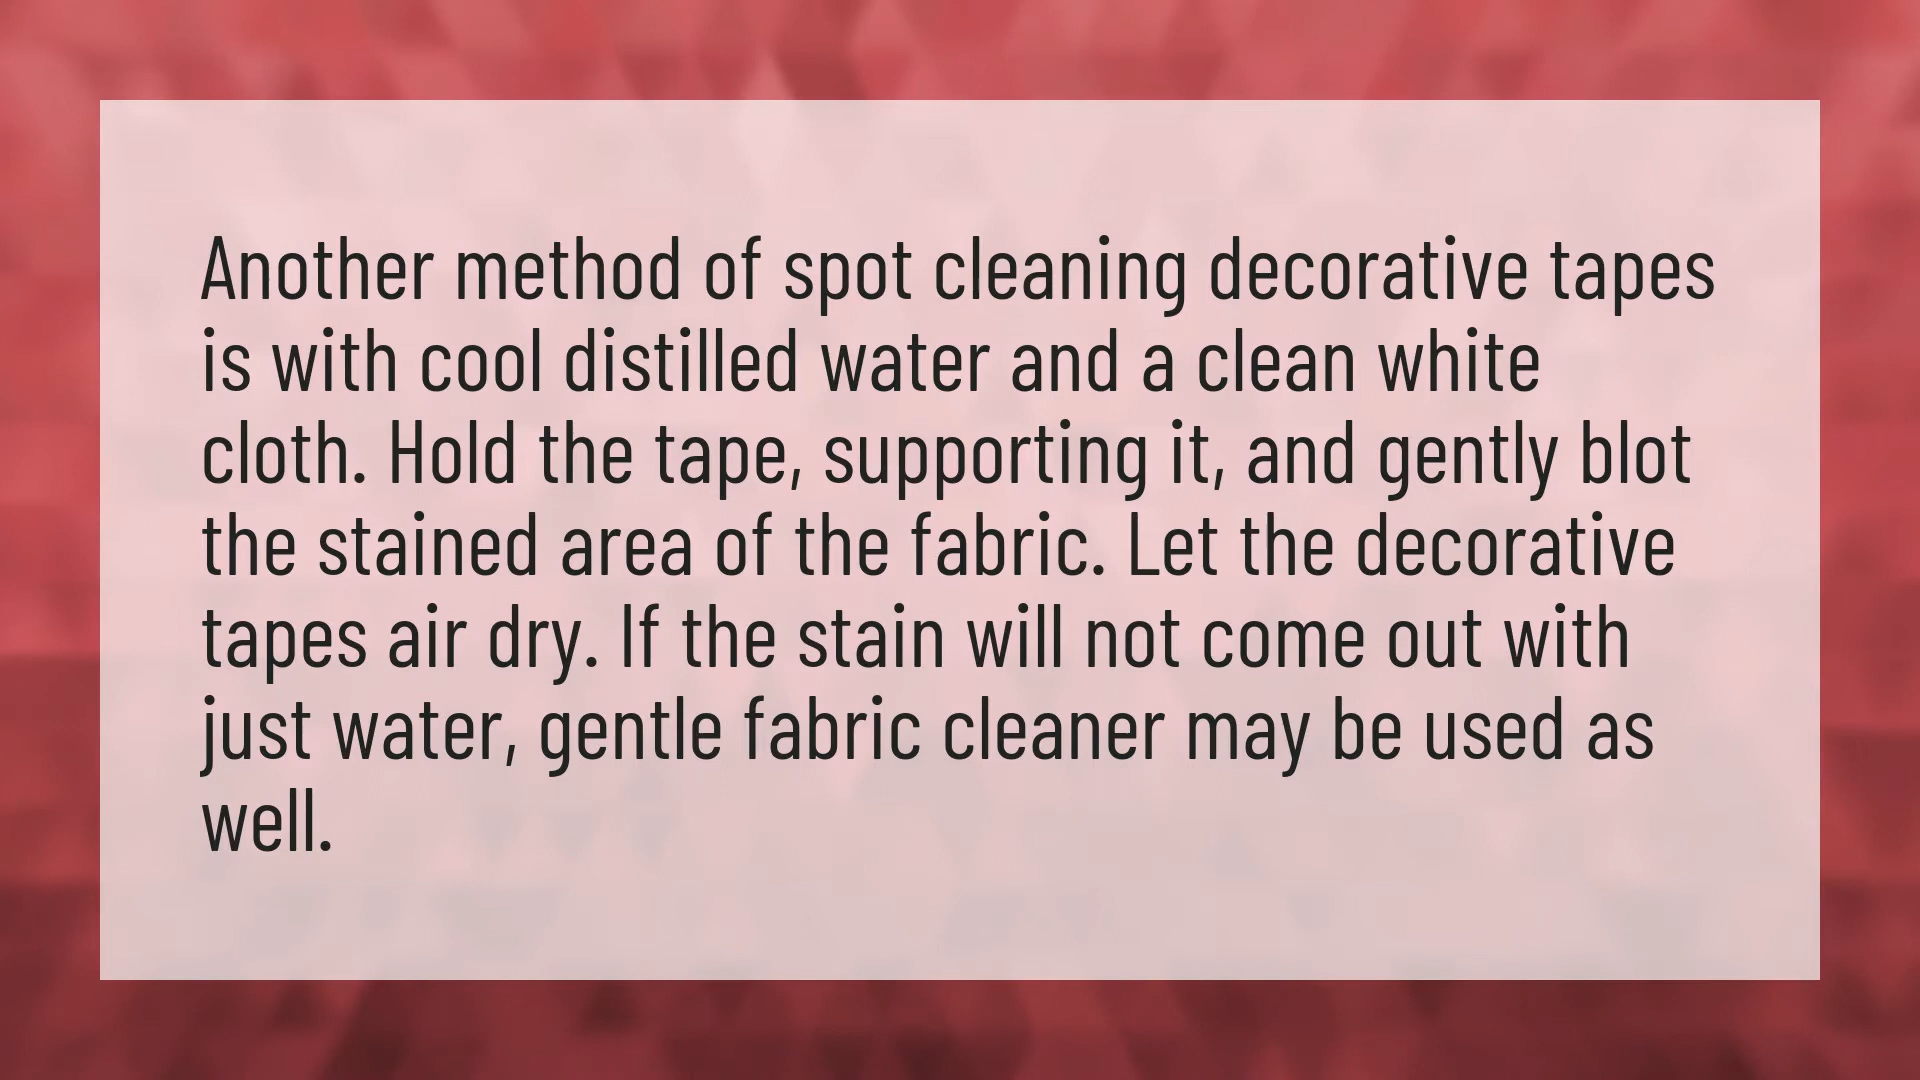 Another method of spot cleaning decorative tapes
is with cool distilled water and a clean white
cloth. Hold the tape, supporting it, and gently blot
the stained area of the fabric. Let the decorative
tapes air dry. If the stain will not come out with
just water, gentle fabric cleaner may be used as
well.